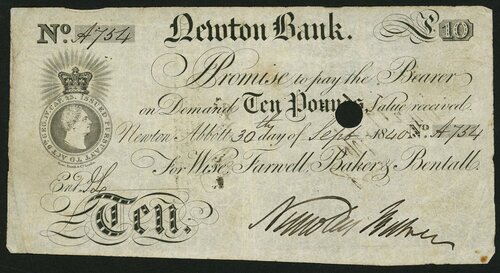 No. A754 Newton Bank. £10
Promise to pay the Bearer
on Demand Ten Pounds Value received.
Newton Abbott 30th day of Sept 1840 No. A754
For Wise, Farwell, Baker & Bentall.
Ent
Ten.